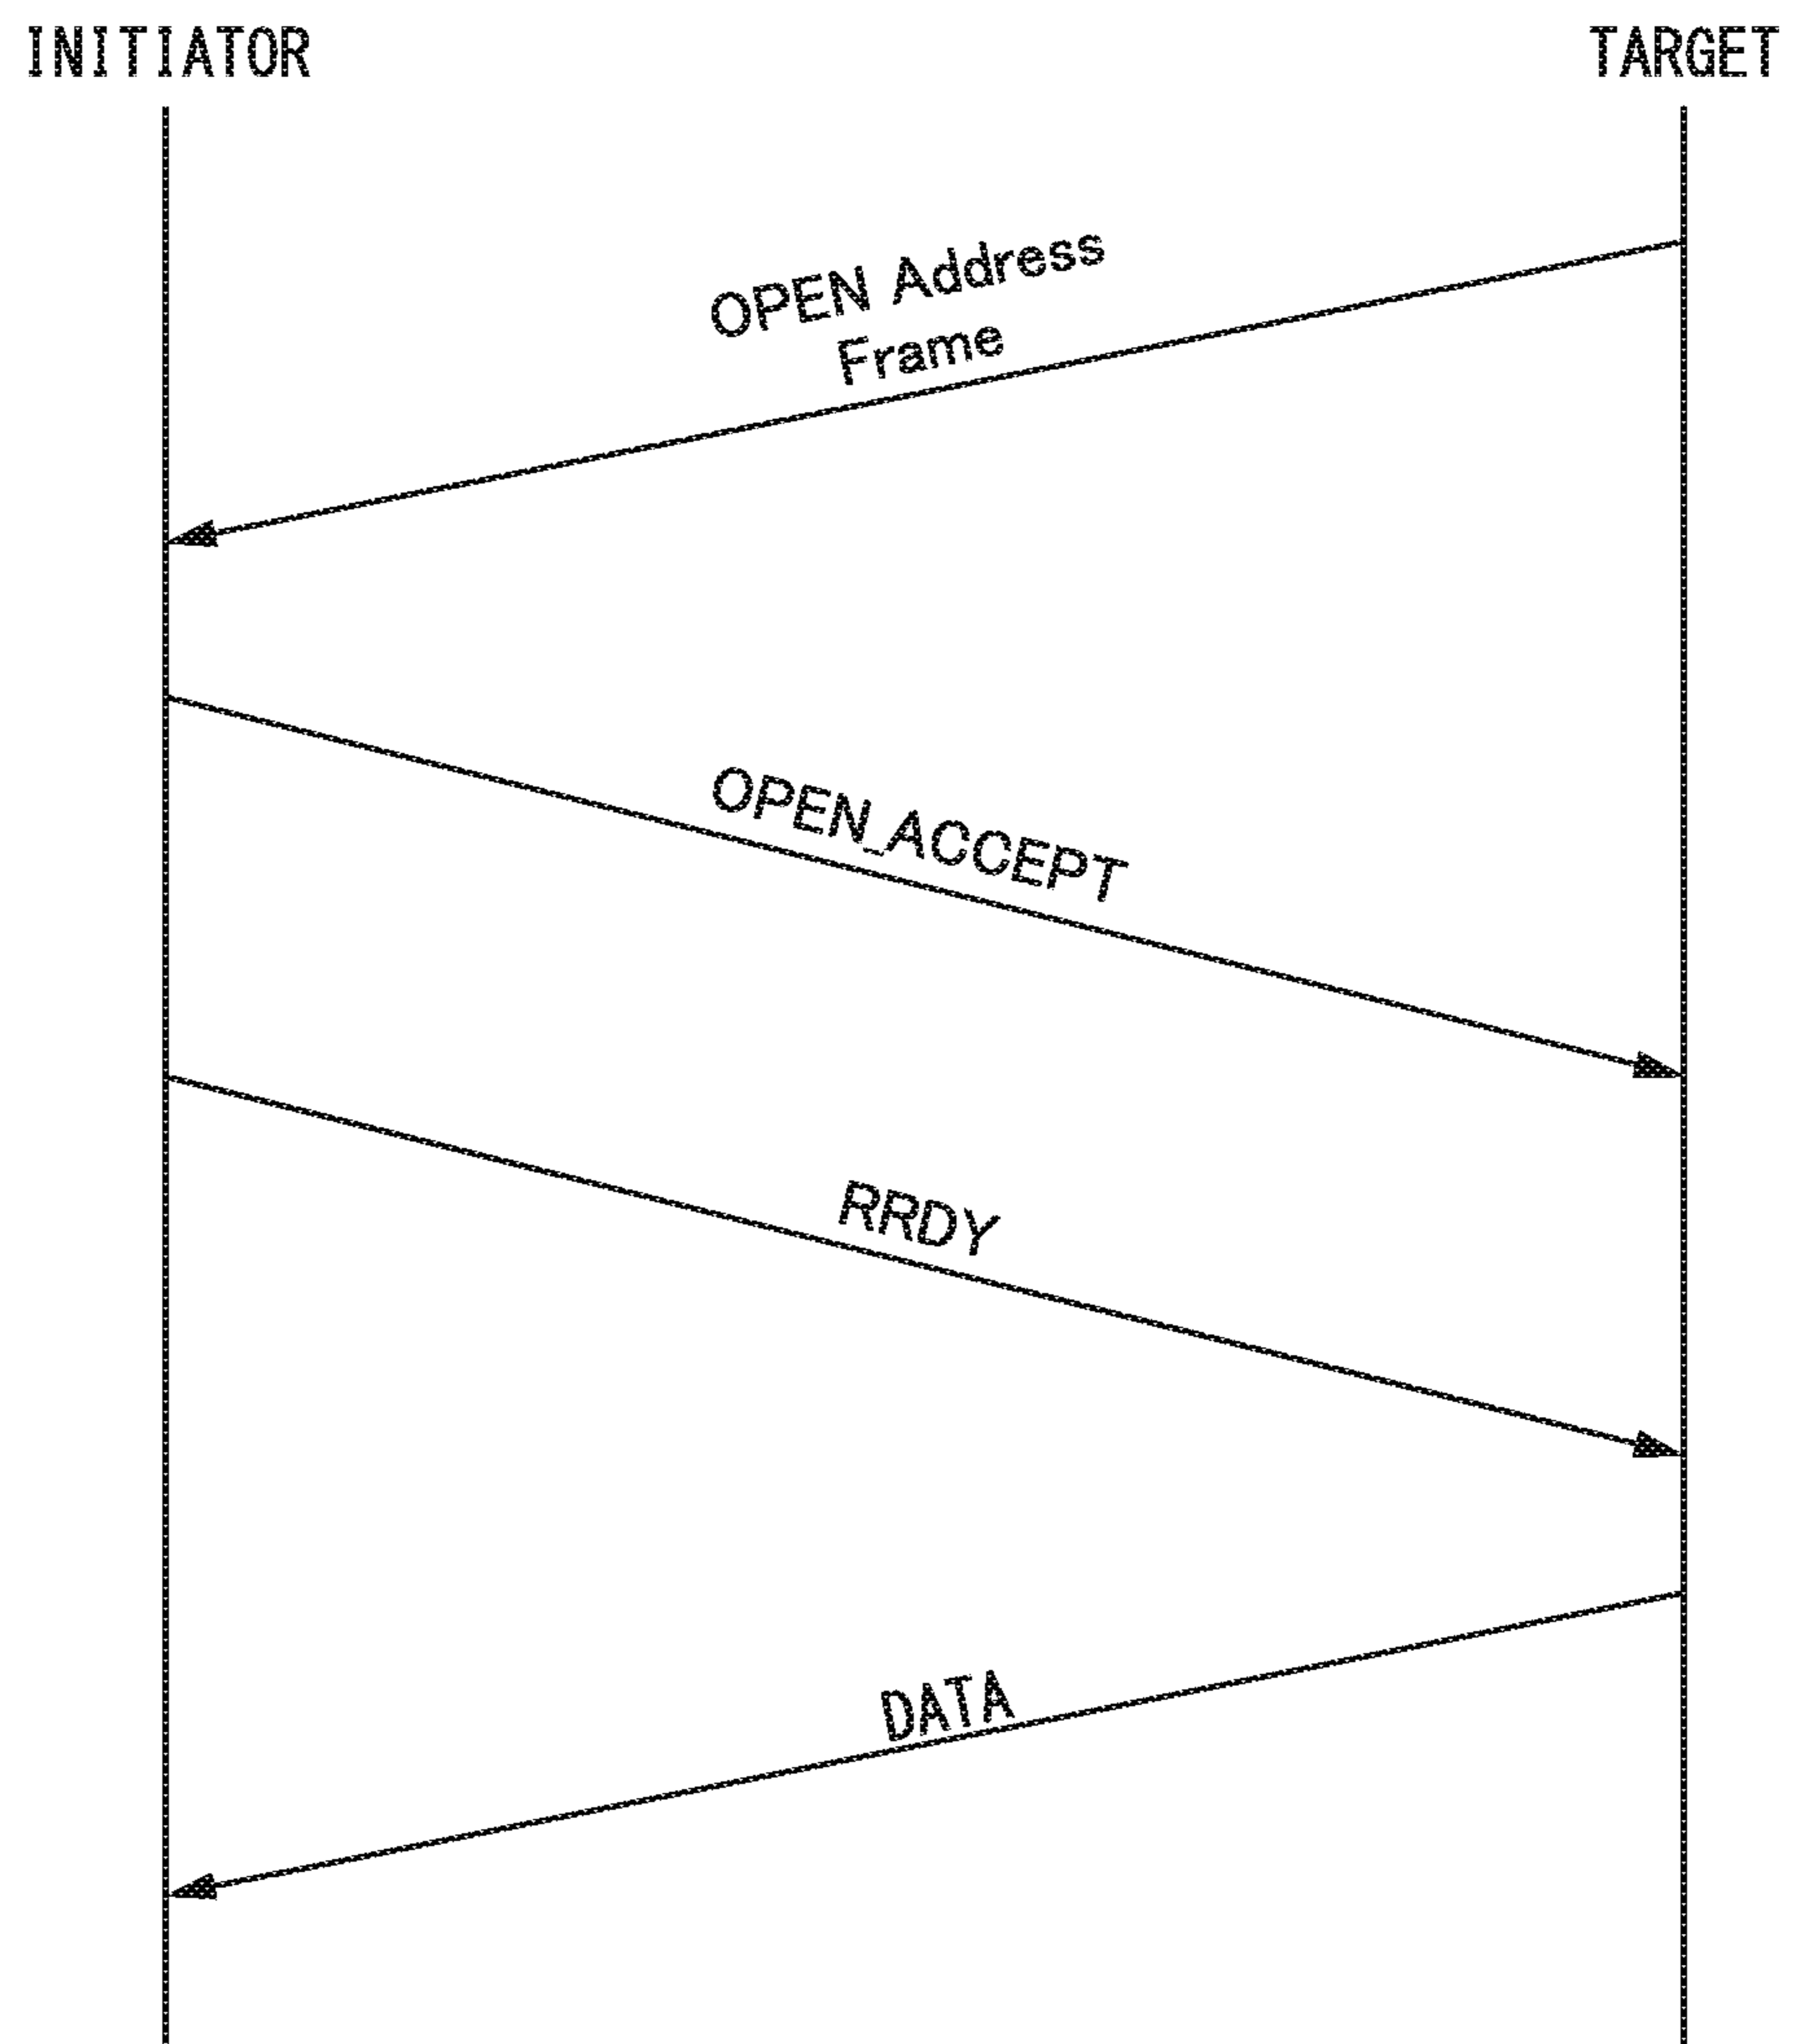 INITIATOR
TARGET
OPEN Address
Frame
OPEN_ACCEPT
RRDY
DATA